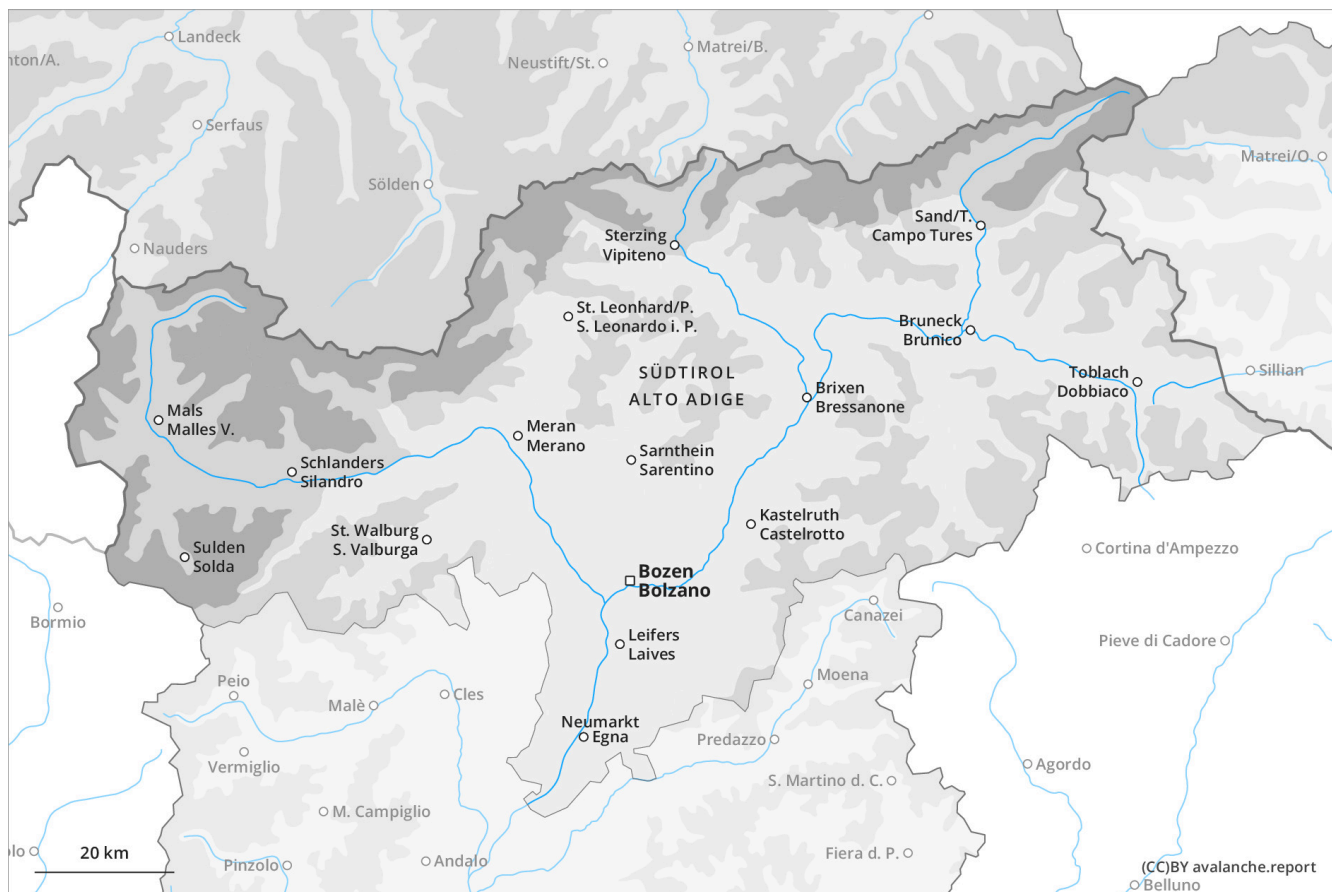 Landeck
nton/A.
Matrei/B.
Neustift/St.
Serfaus
Matrei/O.
Sölden
Sand/T.
Campo Tures
Sterzing
Vipiteno
Nauders
St. Leonhard/P.
S. Leonardo i. P.
Bruneck
Brunico
SÜDTIROL
ALTO ADIGE
Toblach
Dobbiaco
Sillian
Brixen
Bressanone
Mals
Malles V.
Meran
Merano
Schlanders
Silandro
Sarnthein
Sarentino
Kastelruth
Castelrotto
St. Walburg
S. Valburga
Sulden
Solda
Cortina d'Ampezzo
Bozen
Bolzano
Bormio
Canazei
Leifers
Laives
Pieve di Cadore
Peio
Malè
Cles
Moena
Neumarkt
Egna
Predazzo
Vermiglio
Agordo
S. Martino d. C.
M. Campiglio
olo
20 km
Pinzolo
Andalo
Fiera d. P.
(CC)BY avalanche.report
Belluno